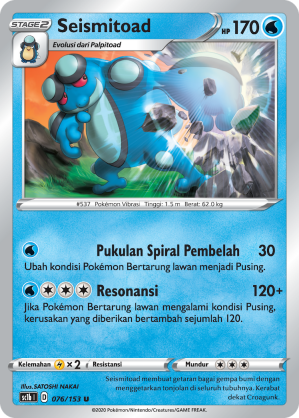 STAGE2 Seismitoad HP 170
Evolusi dari Palpitoad
#537 Pokémon Vibrasi Tinggi: 1.5 m Berat: 62.0 kg
Pukulan Spiral Pembelah 30
Ubah kondisi Pokémon Bertarung lawan menjadi Pusing.
Resonansi 120+
Jika Pokémon Bertarung lawan mengalami kondisi Pusing,
kerusakan yang diberikan bertambah sejumlah 120.
Kelemahan ×2 Resistansi Mundur
Illus. SATOSHI NAKAI
sc1b I D 076/153 U
Seismitoad membuat getaran bagai gempa bumi dengan
menggetarkan tonjolan di seluruh tubuhnya. Kerabat
dekat Croagunk.
©2020 Pokémon/Nintendo/Creatures/GAME FREAK.